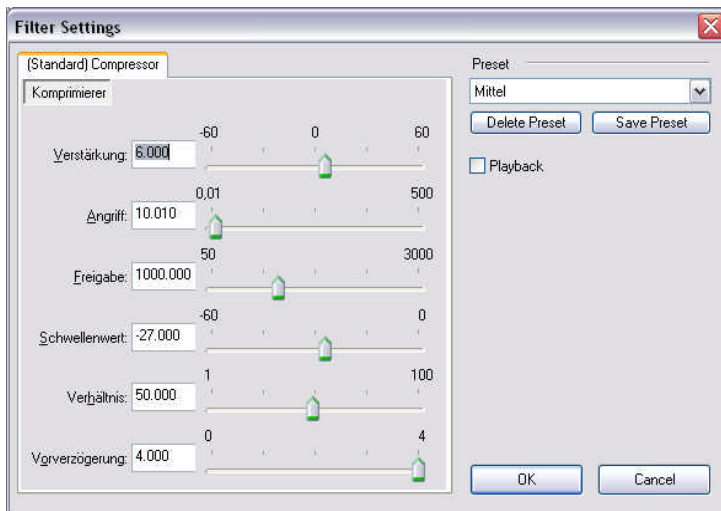 Filter Settings
(Standard) Compressor
Komprimierer
-60 0 60
Verstärkung: 6.000
0,01 500
Angriff: 10.010
50 3000
Freigabe: 1000.000
-60 0
Schwellenwert: -27.000
1 100
Verhältnis: 50.000
0 4
Vorverzögerung: 4.000
Preset
Mittel
Delete Preset Save Preset
Playback
OK Cancel